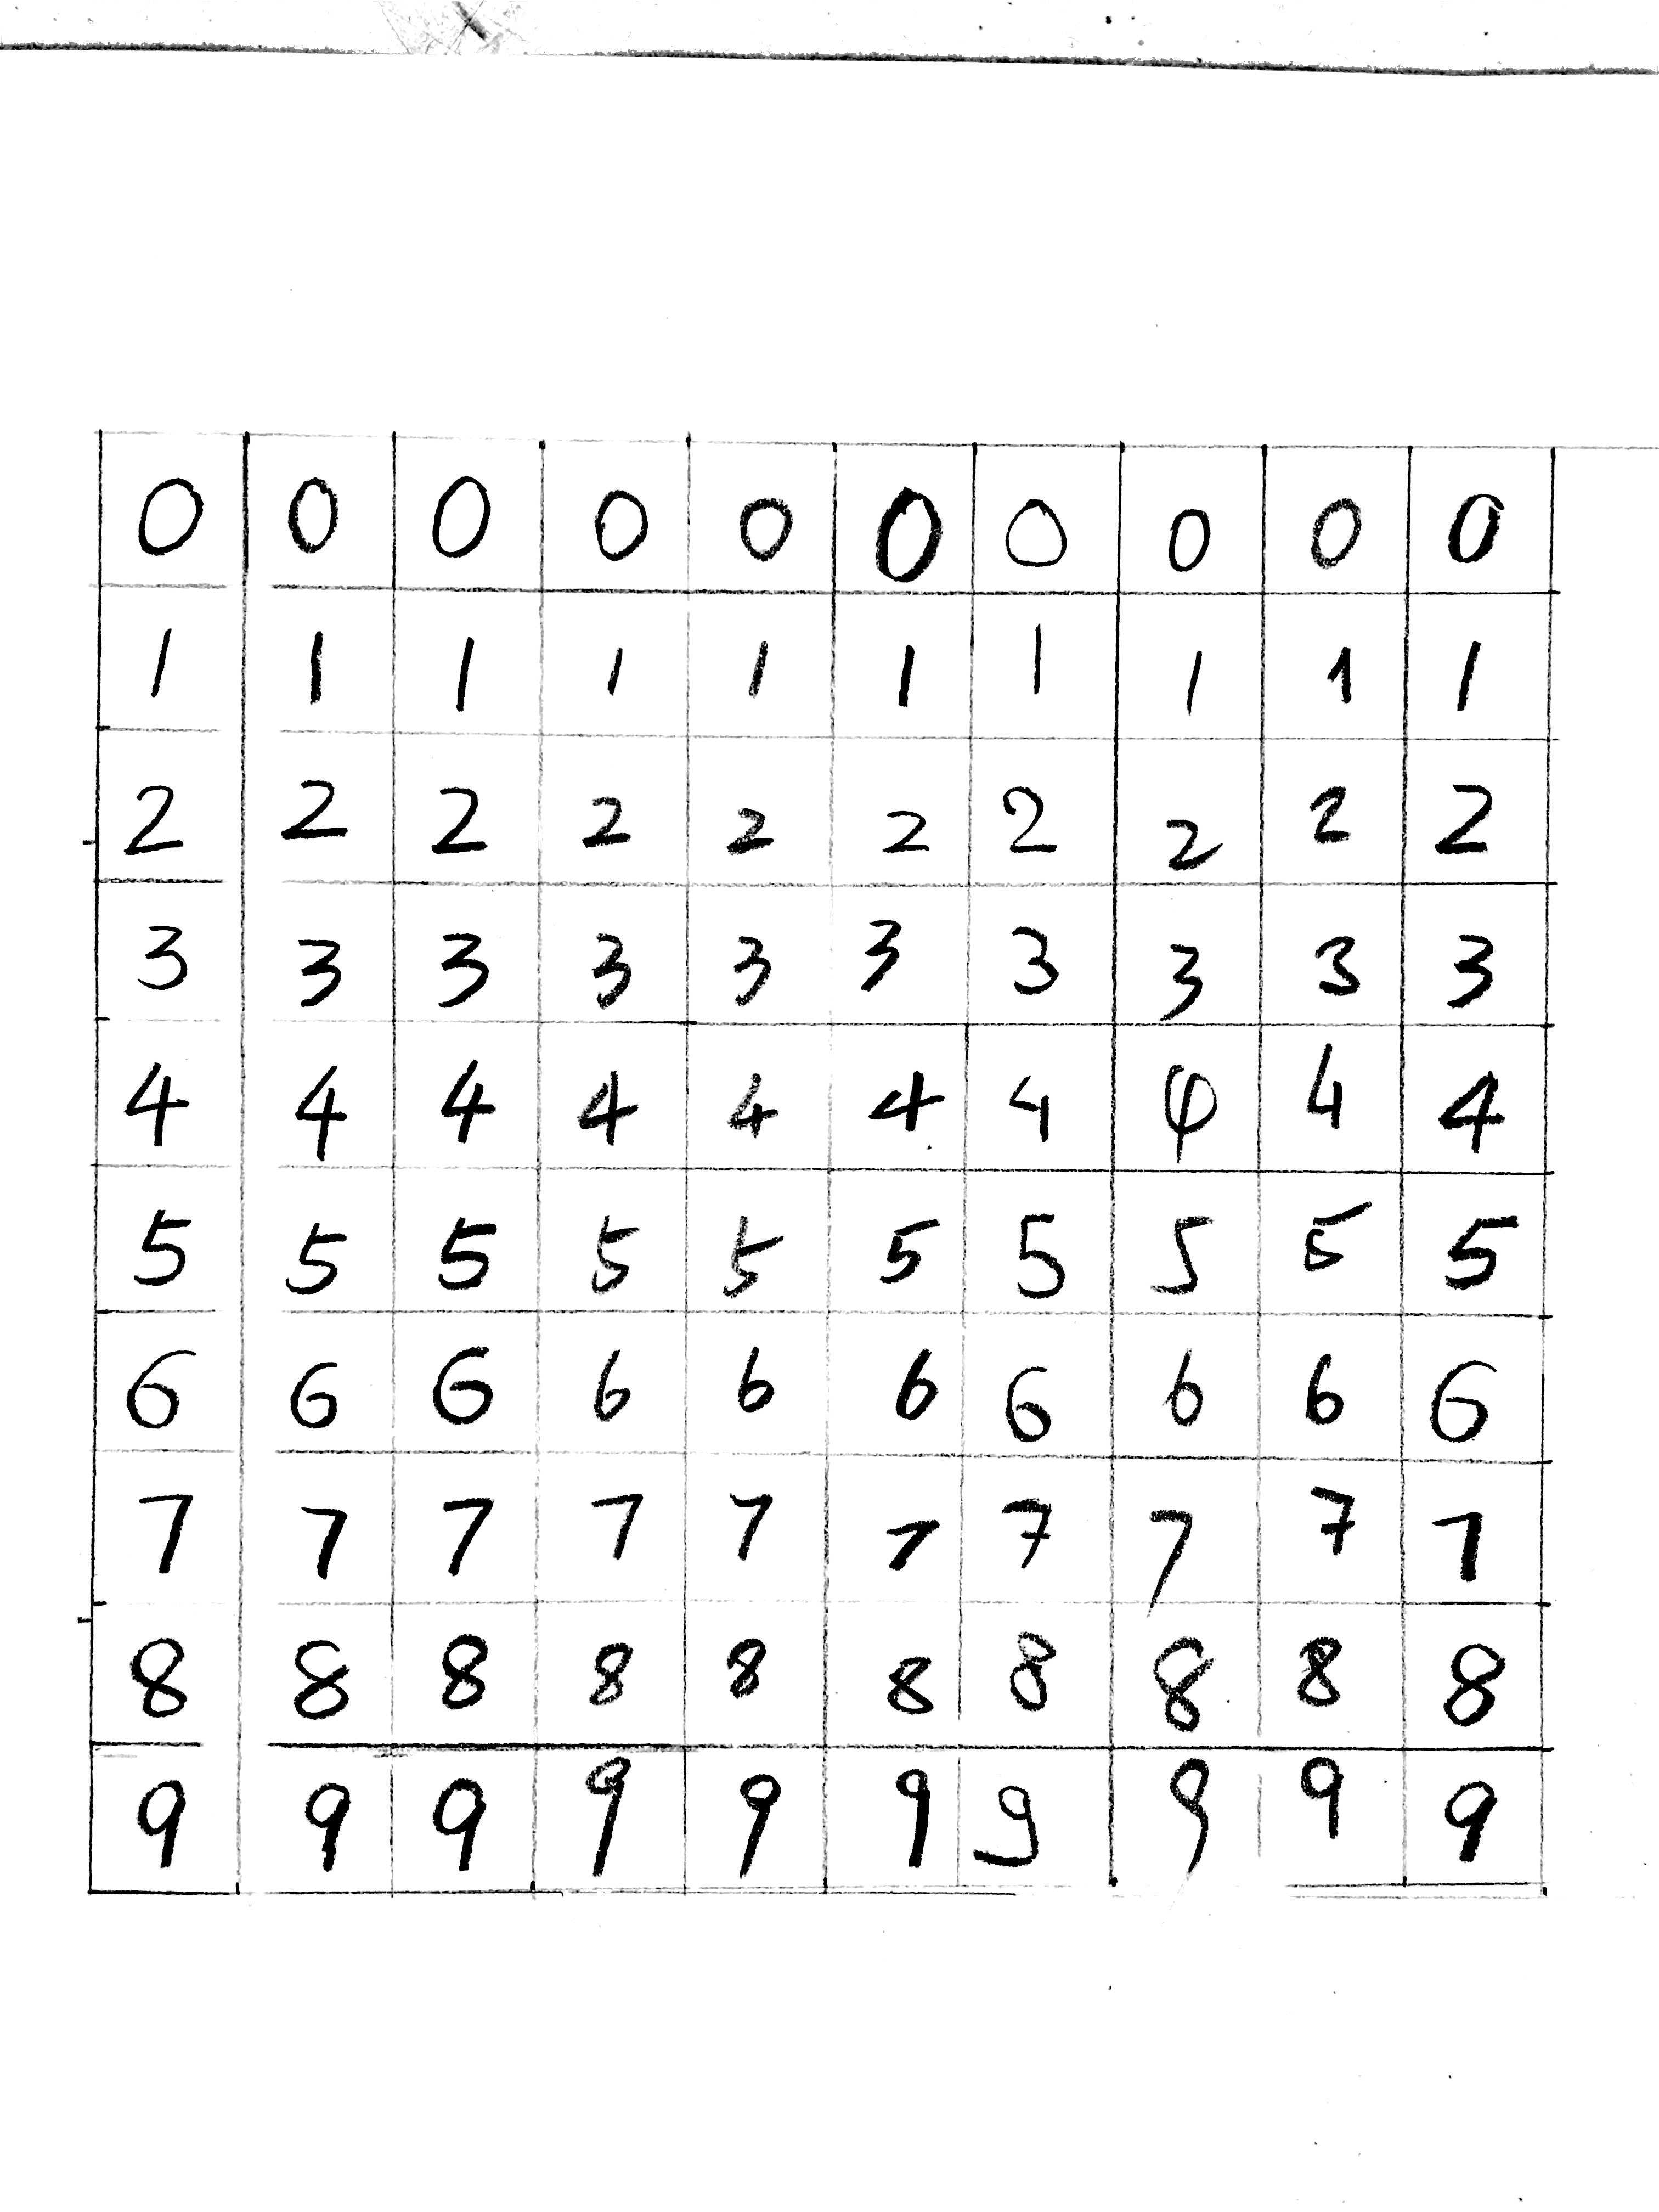 0 0 0 0 0 0 0 0 0 0
1 1 1 1 1 1 1 1 1 1
2 2 2 2 2 2 2 2 2 2
3 3 3 3 3 3 3 3 3 3
4 4 4 4 4 4 4 4 4 4
5 5 5 5 5 5 5 5 5 5
6 6 6 6 6 6 6 6 6 6
7 7 7 7 7 7 7 7 7 7
8 8 8 8 8 8 8 8 8 8
9 9 9 9 9 9 9 9 9 9